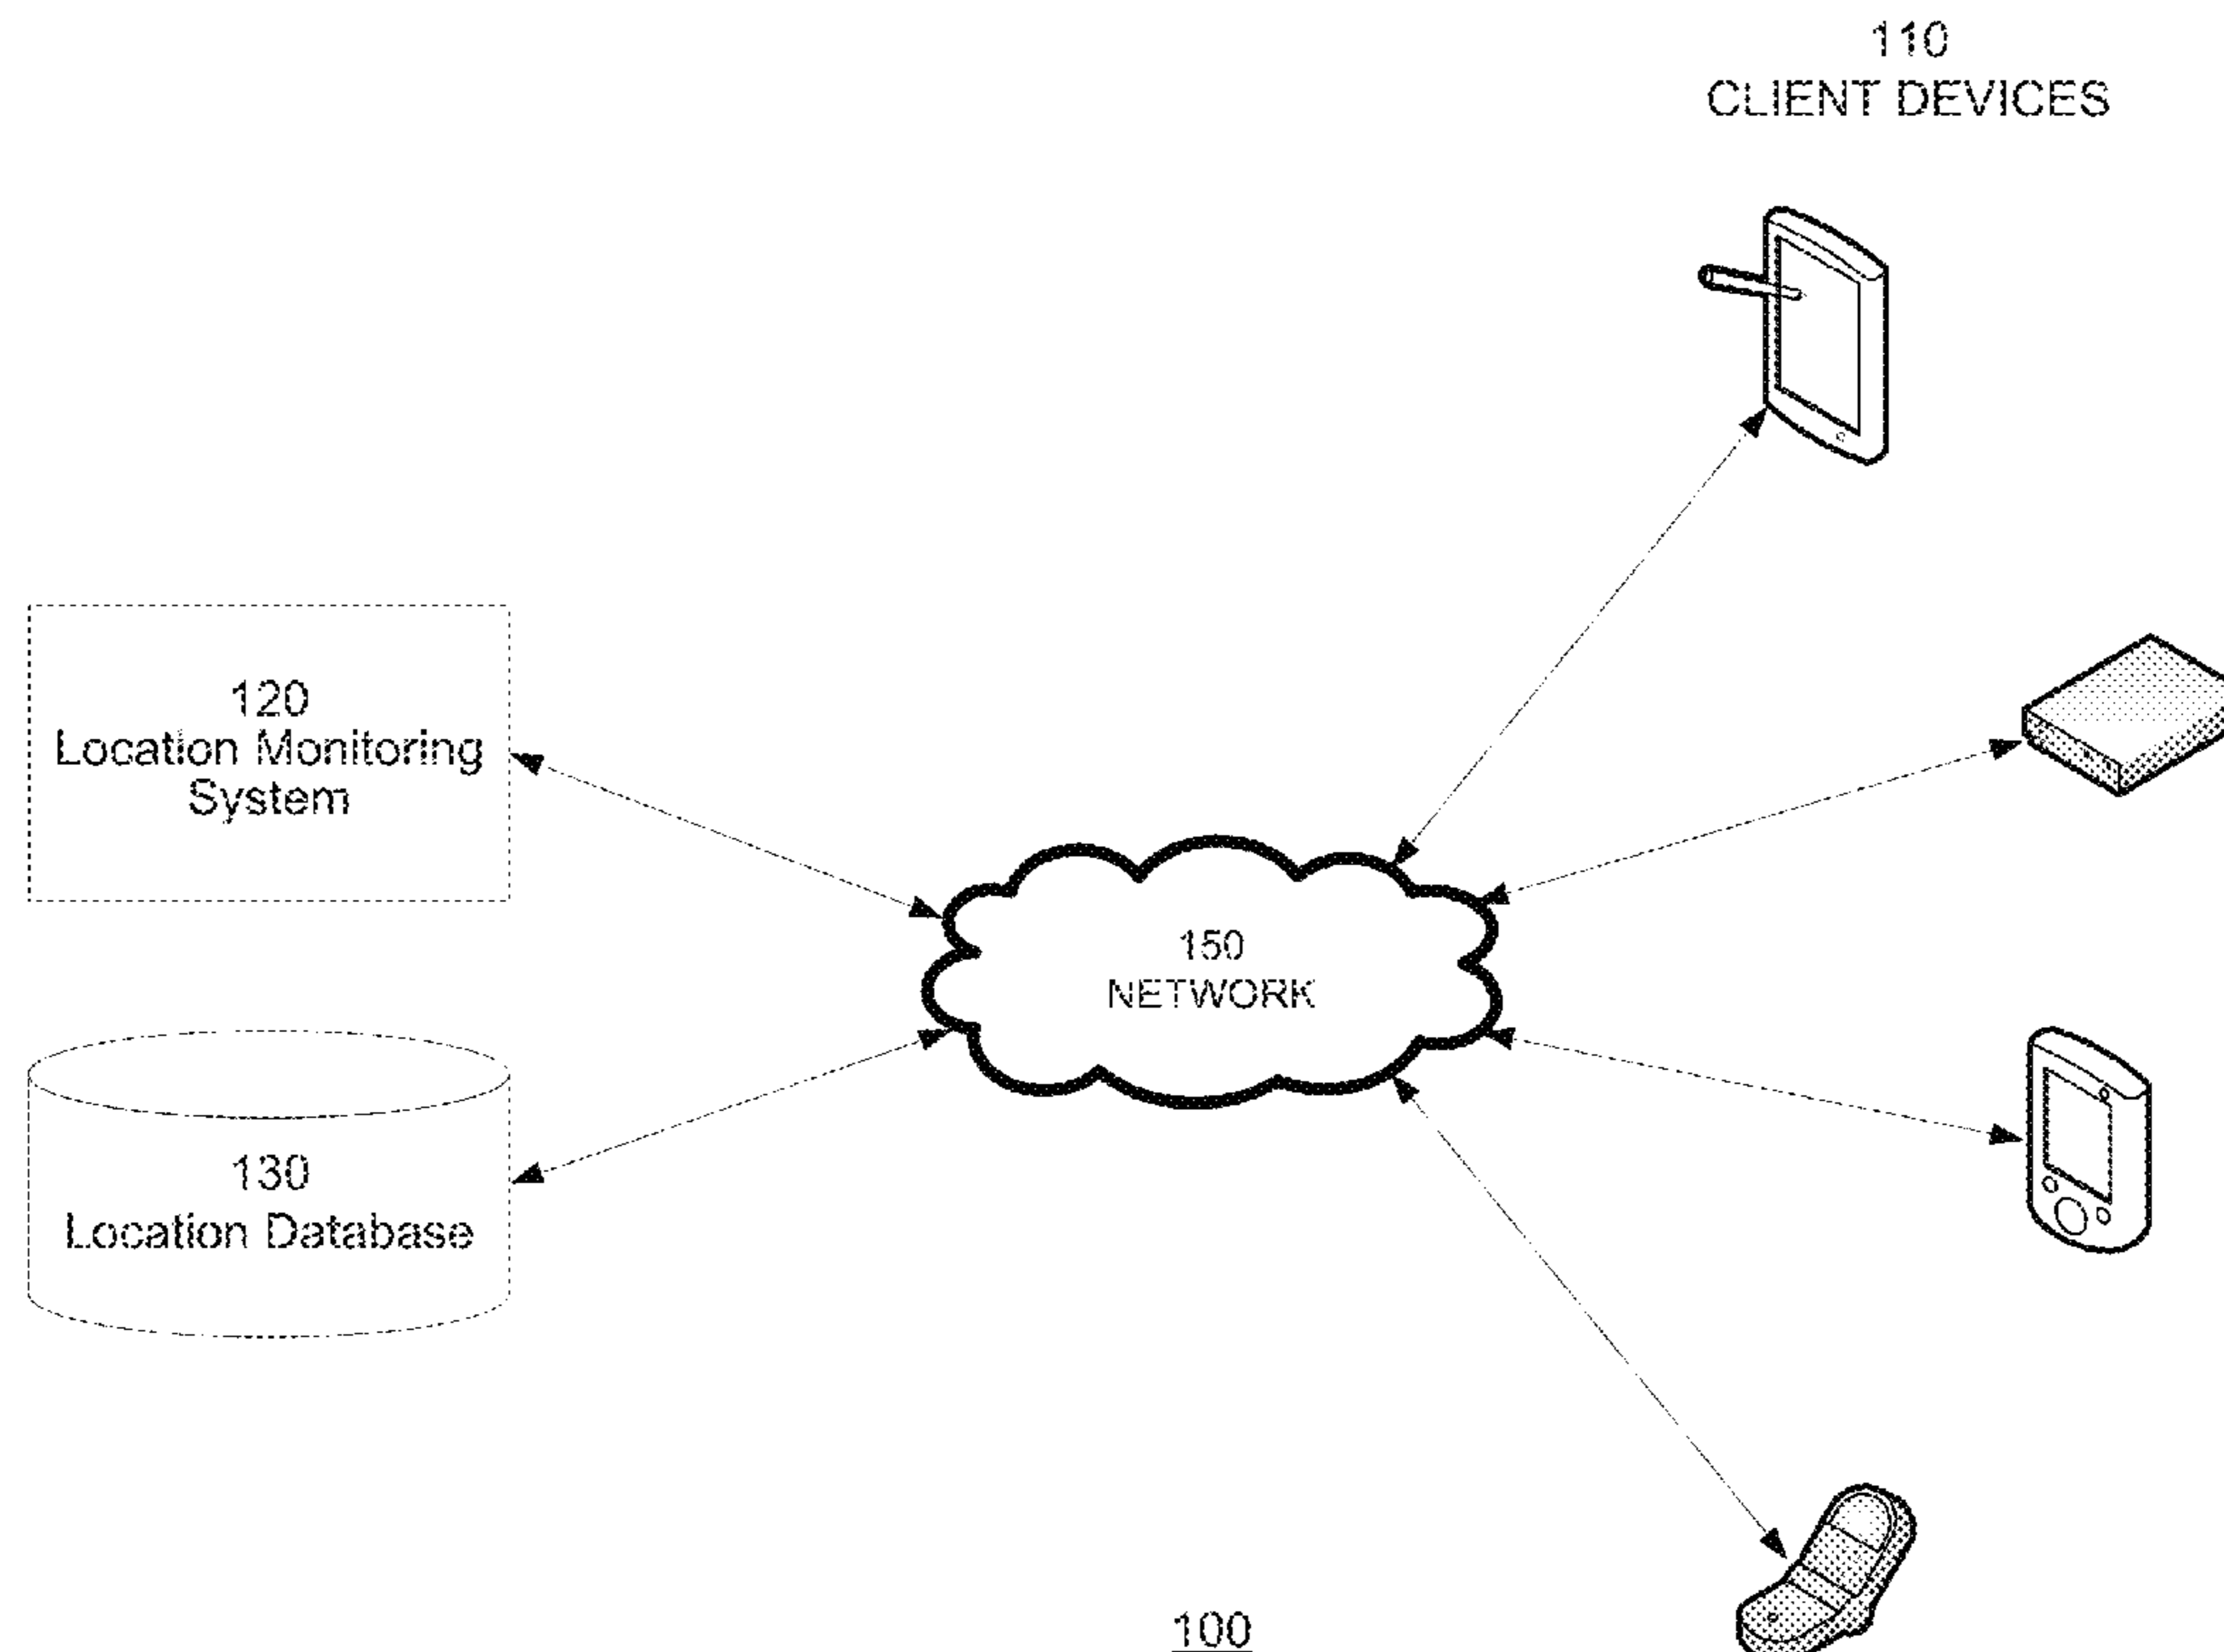 110
CLIENT DEVICES
120
Location Monitoring
System
150
NETWORK
130
Location Database
100